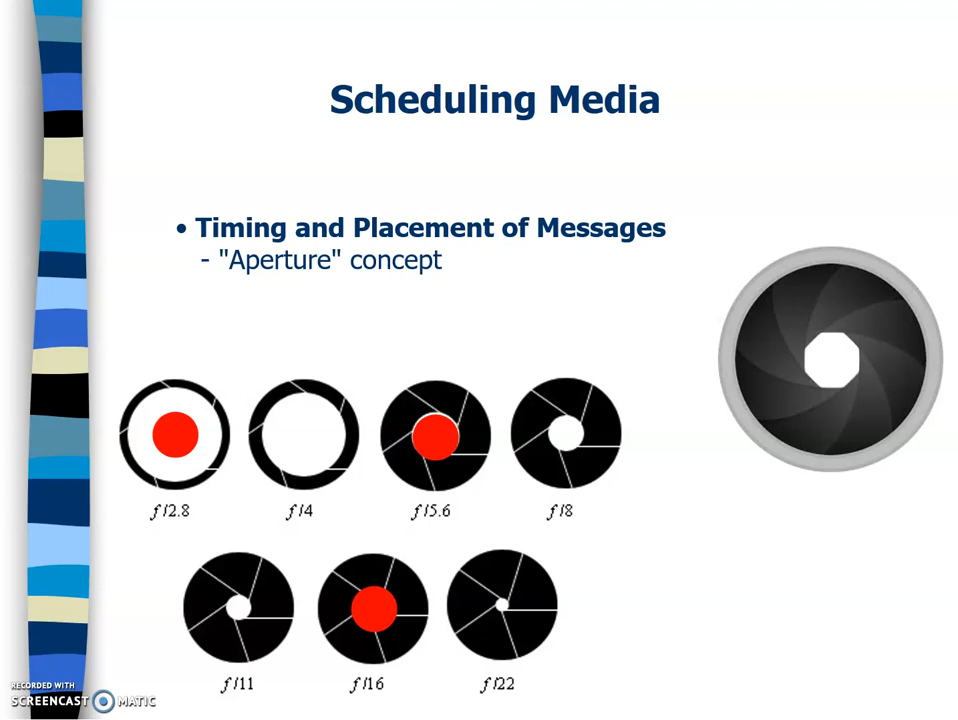 Scheduling Media
• Timing and Placement of Messages
- "Aperture" concept
f/2.8
f/4
f/5.6
f/8
f/11
f/16
f/22
RECORDED WITH
SCREENCAST MATIC